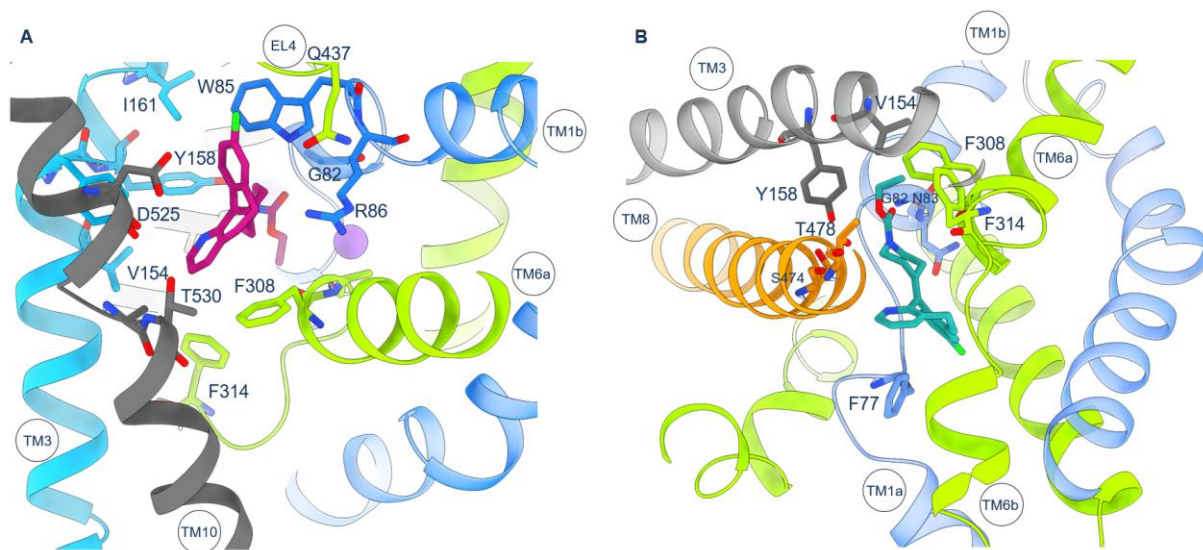 A
EL4
Q437
W85
I161
TM1b
Y158
G82
D525
R86
V154
T530
F308
TM6a
F314
TM3
TM10
B
TM1b
TM3
V154
F308
TM6a
Y158
G82 N83
TM8
T478
F314
S474
F77
TM1a
TM6b